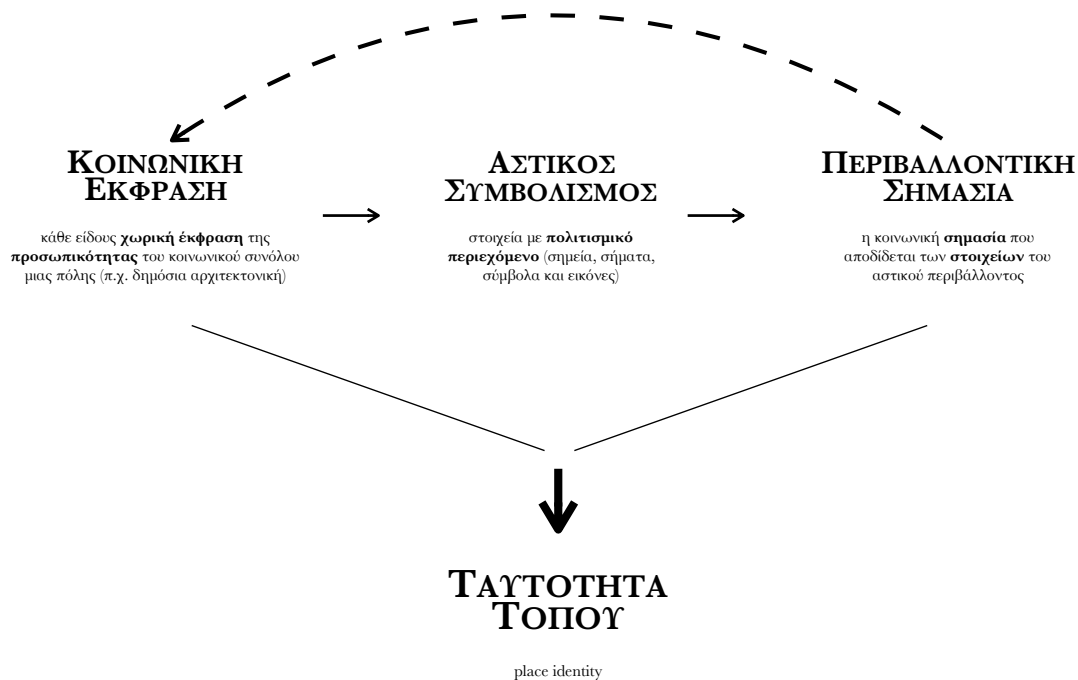 ΚΟΙΝΩΝΙΚΗ
ΕΚΦΡΑΣΗ
κάθε είδους χωρική έκφραση της
προσωπικότητας του κοινωνικού συνόλου
μιας πόλης (π.χ. δημόσια αρχιτεκτονική)
ΑΣΤΙΚΟΣ
ΣΥΜΒΟΛΙΣΜΟΣ
στοιχεία με πολιτισμικό
περιεχόμενο (σημεία, σήματα,
σύμβολα και εικόνες)
ΠΕΡΙΒΑΛΛΟΝΤΙΚΗ
ΣΗΜΑΣΙΑ
η κοινωνική σημασία που
αποδίδεται των στοιχείων του
αστικού περιβάλλοντος
ΤΑΥΤΟΤΗΤΑ
ΤΟΠΟΥ
place identity